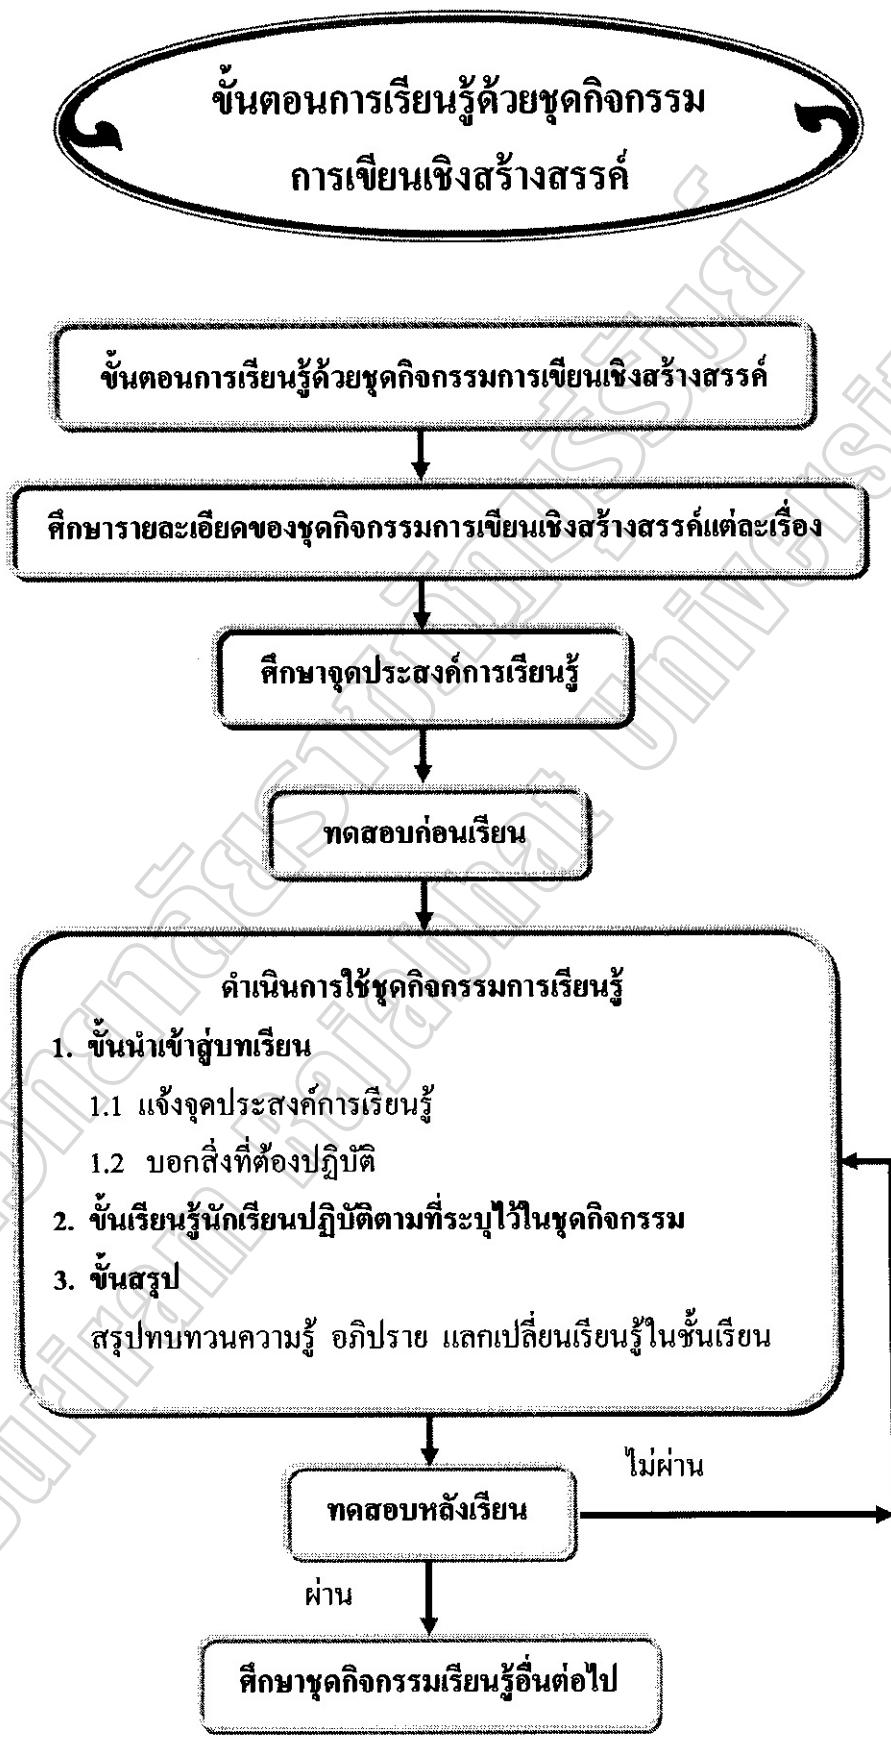 ขั้นตอนการเรียนรู้ด้วยชุดกิจกรรม
การเขียนเชิงสร้างสรรค์
ขั้นตอนการเรียนรู้ด้วยชุดกิจกรรมการเขียนเชิงสร้างสรรค์
ศึกษารายละเอียดของชุดกิจกรรมการเขียนเชิงสร้างสรรค์แต่ละเรื่อง
ศึกษาจุดประสงค์การเรียนรู้
ทดสอบก่อนเรียน
ดำเนินการใช้ชุดกิจกรรมการเรียนรู้
1. ขั้นนำเข้าสู่บทเรียน
1.1 แจ้งจุดประสงค์การเรียนรู้
1.2 บอกสิ่งที่ต้องปฏิบัติ
2. ขั้นเรียนรู้นักเรียนปฏิบัติตามที่ระบุไว้ในชุดกิจกรรม
3. ขั้นสรุป
สรุปทบทวนความรู้ อภิปราย แลกเปลี่ยนเรียนรู้ในชั้นเรียน
ไม่ผ่าน
ทดสอบหลังเรียน
ผ่าน
ศึกษาชุดกิจกรรมเรียนรู้อื่นต่อไป